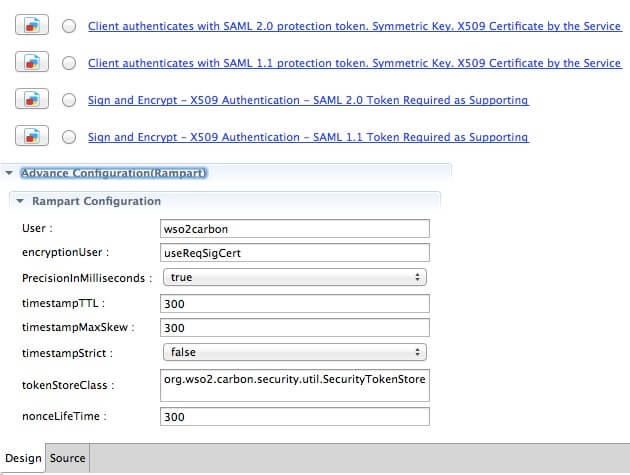 Client authenticates with SAML 2.0 protection token. Symmetric Key. X509 Certificate by the Service
Client authenticates with SAML 1.1 protection token. Symmetric Key. X509 Certificate by the Service
Sign and Encrypt - X509 Authentication - SAML 2.0 Token Required as Supporting
Sign and Encrypt - X509 Authentication - SAML 1.1 Token Required as Supporting
Advance Configuration(Rampart)
Rampart Configuration
User : wso2carbon
encryptionUser : useReqSigCert
PrecisionInMilliseconds : true
timestampTTL : 300
timestampMaxSkew : 300
timestampStrict : false
tokenStoreClass : org.wso2.carbon.security.util.SecurityTokenStore
nonceLifeTime : 300
Design Source